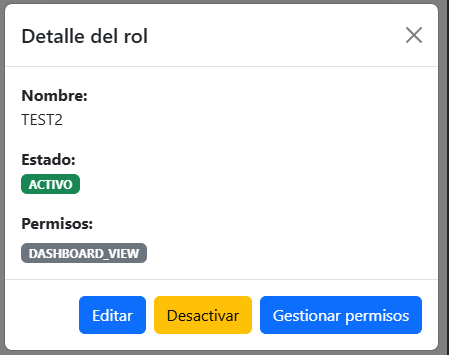 Detalle del rol
Nombre:
TEST2
Estado:
ACTIVO
Permisos:
DASHBOARD_VIEW
Editar Desactivar Gestionar permisos